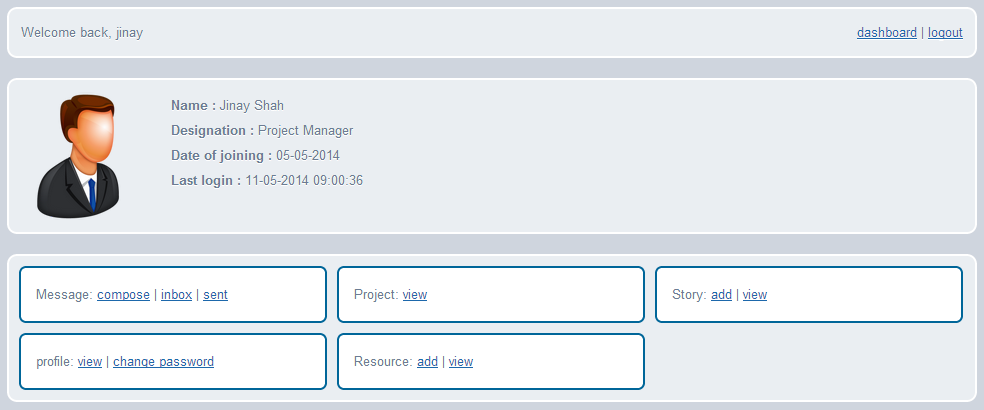 Welcome back, jinay dashboard | logout
Name : Jinay Shah
Designation : Project Manager
Date of joining : 05-05-2014
Last login : 11-05-2014 09:00:36
Message: compose | inbox | sent
Project: view
Story: add | view
profile: view | change password
Resource: add | view